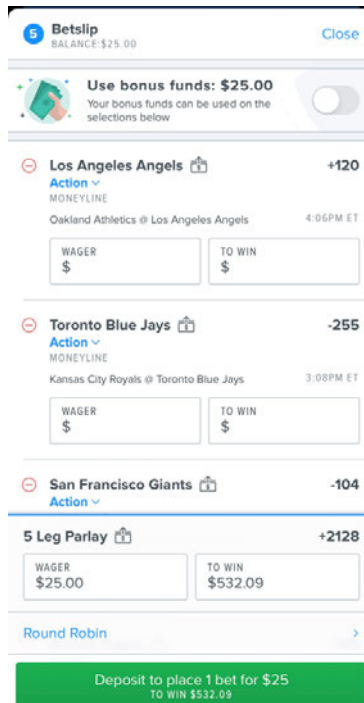 5 Betslip Close
BALANCE:$25.00
Use bonus funds: $25.00
Your bonus funds can be used on the
selections below
Los Angeles Angels +120
Action
MONEYLINE
Oakland Athletics @ Los Angeles Angels 4:06PM ET
WAGER TO WIN
$ $
Toronto Blue Jays -255
Action
MONEYLINE
Kansas City Royals @ Toronto Blue Jays 3:08PM ET
WAGER TO WIN
$ $
San Francisco Giants -104
Action
5 Leg Parlay +2128
WAGER TO WIN
$25.00 $532.09
Round Robin
Deposit to place 1 bet for $25
TO WIN $532.09